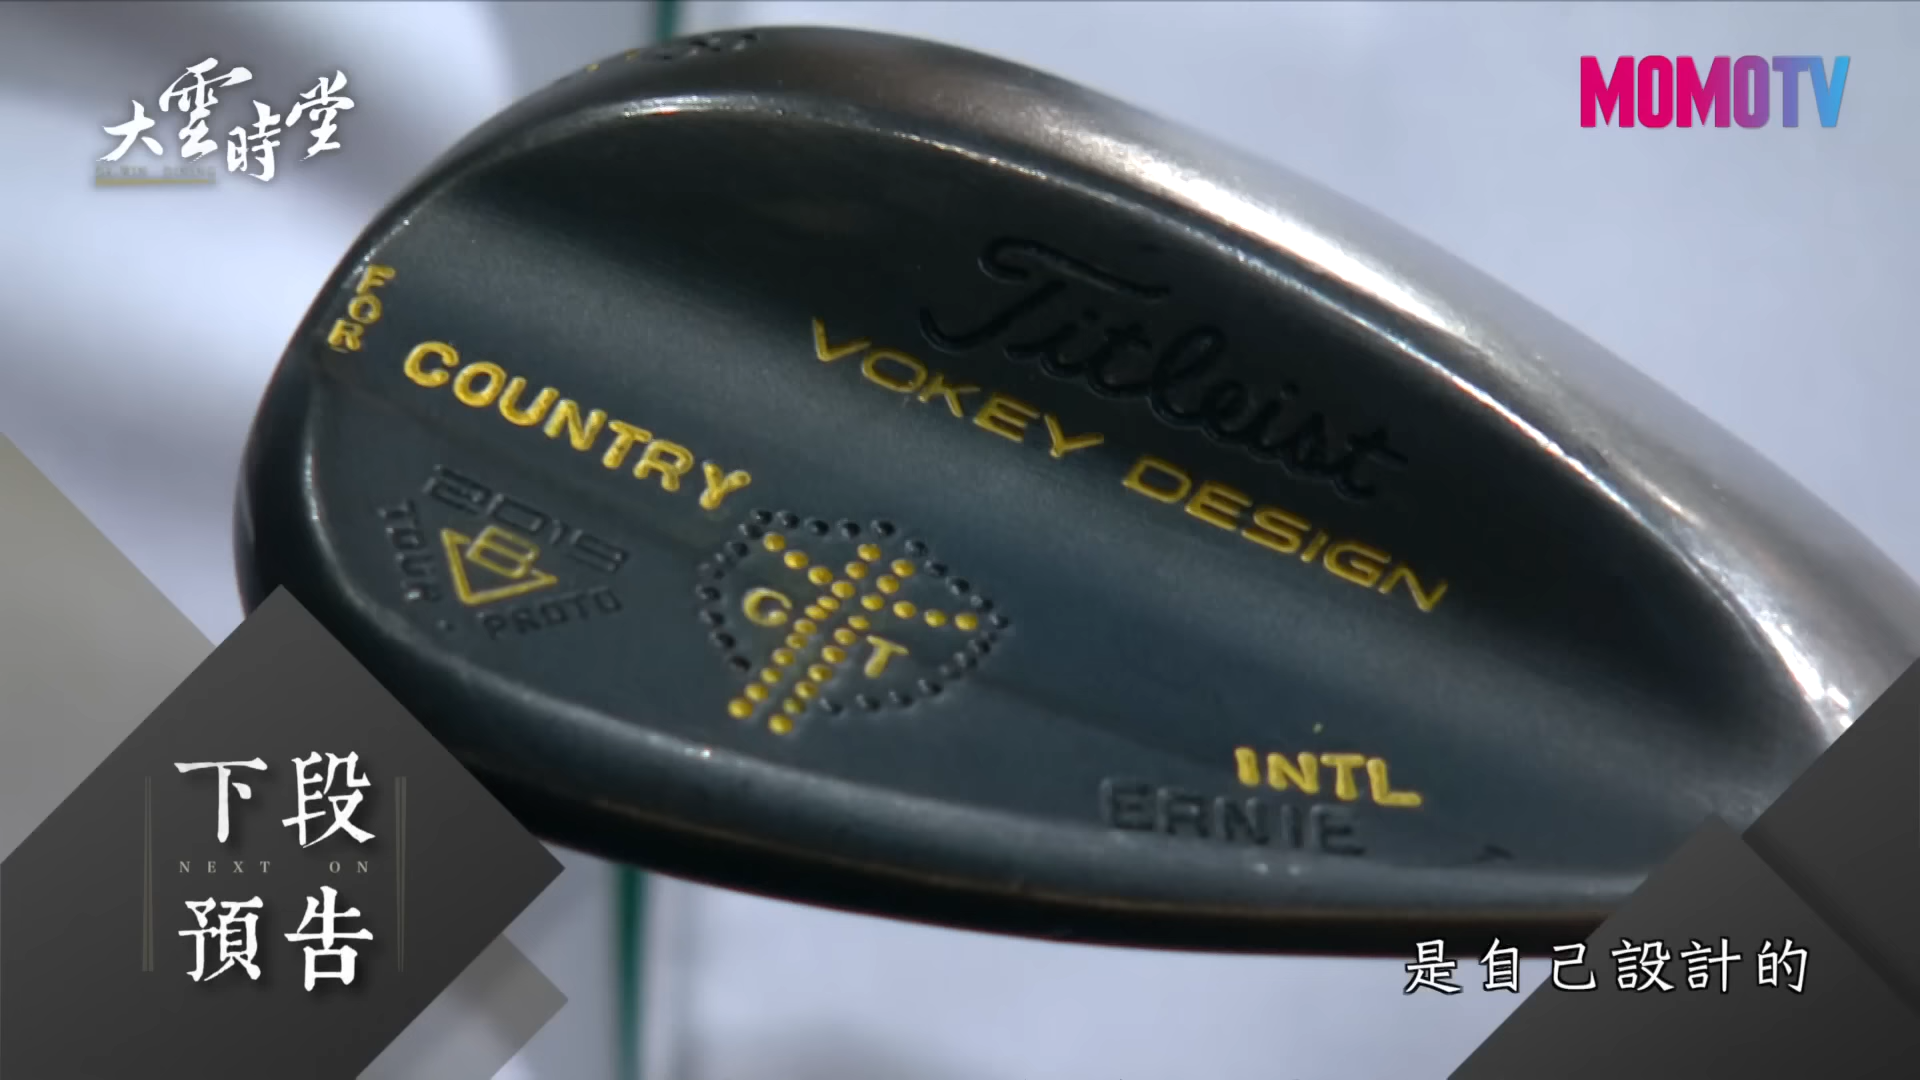 大雲時堂
MOMOTV
Titleist
VOKEY DESIGN
FOR
COUNTRY
2019
B
TOUR · PROTO
C T
INTL
ERNIE
下段
NEXT ON
預告
是自己設計的